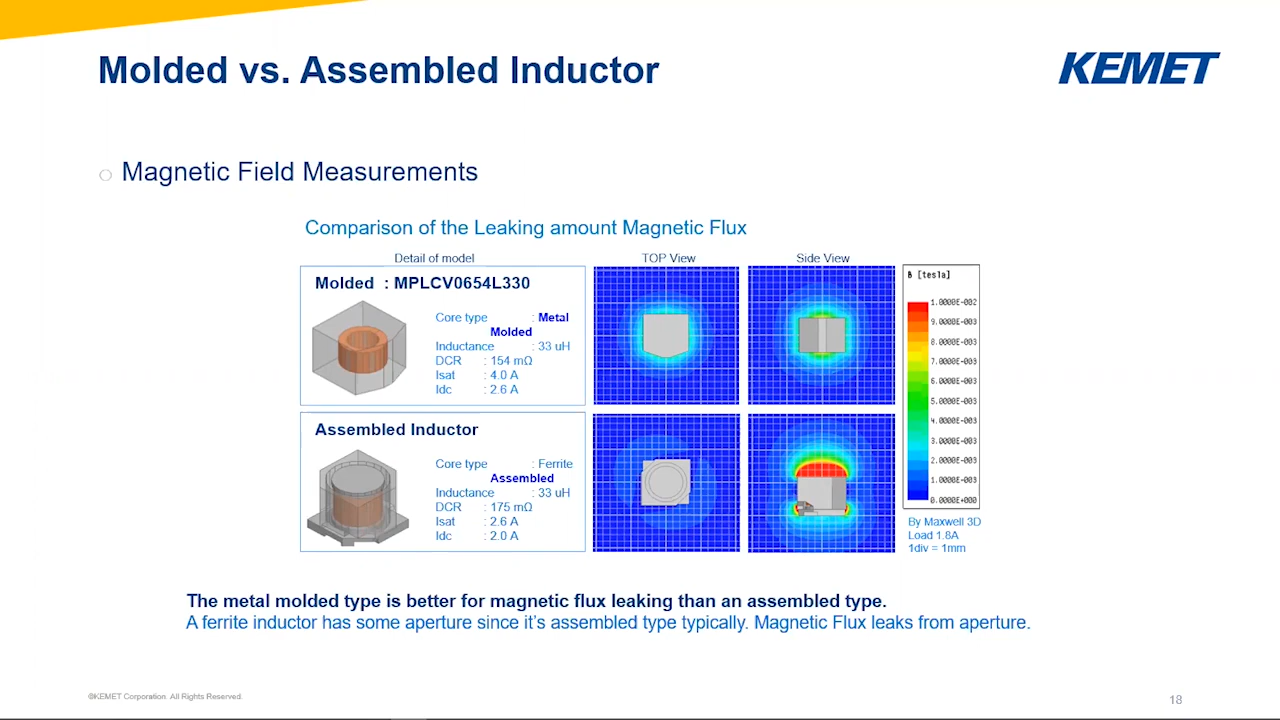 Molded vs. Assembled Inductor
KEMET
Magnetic Field Measurements
Comparison of the Leaking amount Magnetic Flux
Detail of model
TOP View
Side View
Molded : MPLCV0654L330
Core type : Metal
Molded
Inductance : 33 uH
DCR : 154 mΩ
Isat : 4.0 A
Idc : 2.6 A
Assembled Inductor
Core type : Ferrite
Assembled
Inductance : 33 uH
DCR : 175 mΩ
Isat : 2.6 A
Idc : 2.0 A
B [tesla]
1.0000E-002
9.0000E-003
8.0000E-003
7.0000E-003
6.0000E-003
5.0000E-003
4.0000E-003
3.0000E-003
2.0000E-003
1.0000E-003
0.0000E+000
By Maxwell 3D
Load 1.8A
1div = 1mm
The metal molded type is better for magnetic flux leaking than an assembled type.
A ferrite inductor has some aperture since it's assembled type typically. Magnetic Flux leaks from aperture.
©KEMET Corporation. All Rights Reserved.
18